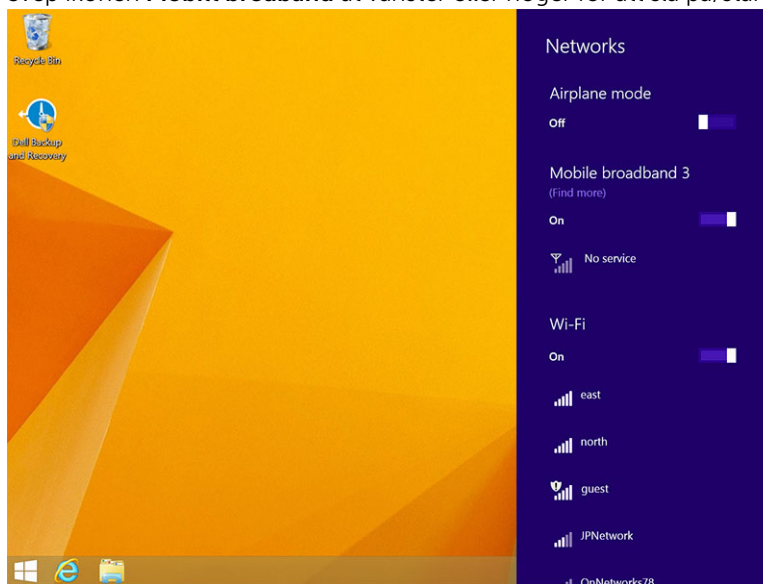 Networks
Recycle Bin
Airplane mode
Off
Dell Backup
and Recovery
Mobile broadband 3
(Find more)
On
No service
Wi-Fi
On
east
north
guest
JPNetwork